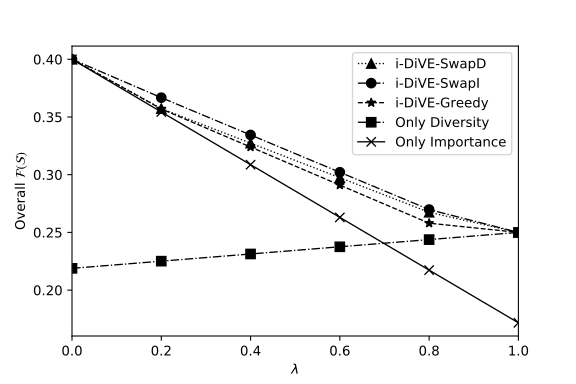 i-DiVE-SwapD
i-DiVE-SwapI
i-DiVE-Greedy
Only Diversity
Only Importance
Overall ℱ(S)
0.40
0.35
0.30
0.25
0.20
0.0 0.2 0.4 0.6 0.8 1.0
λ